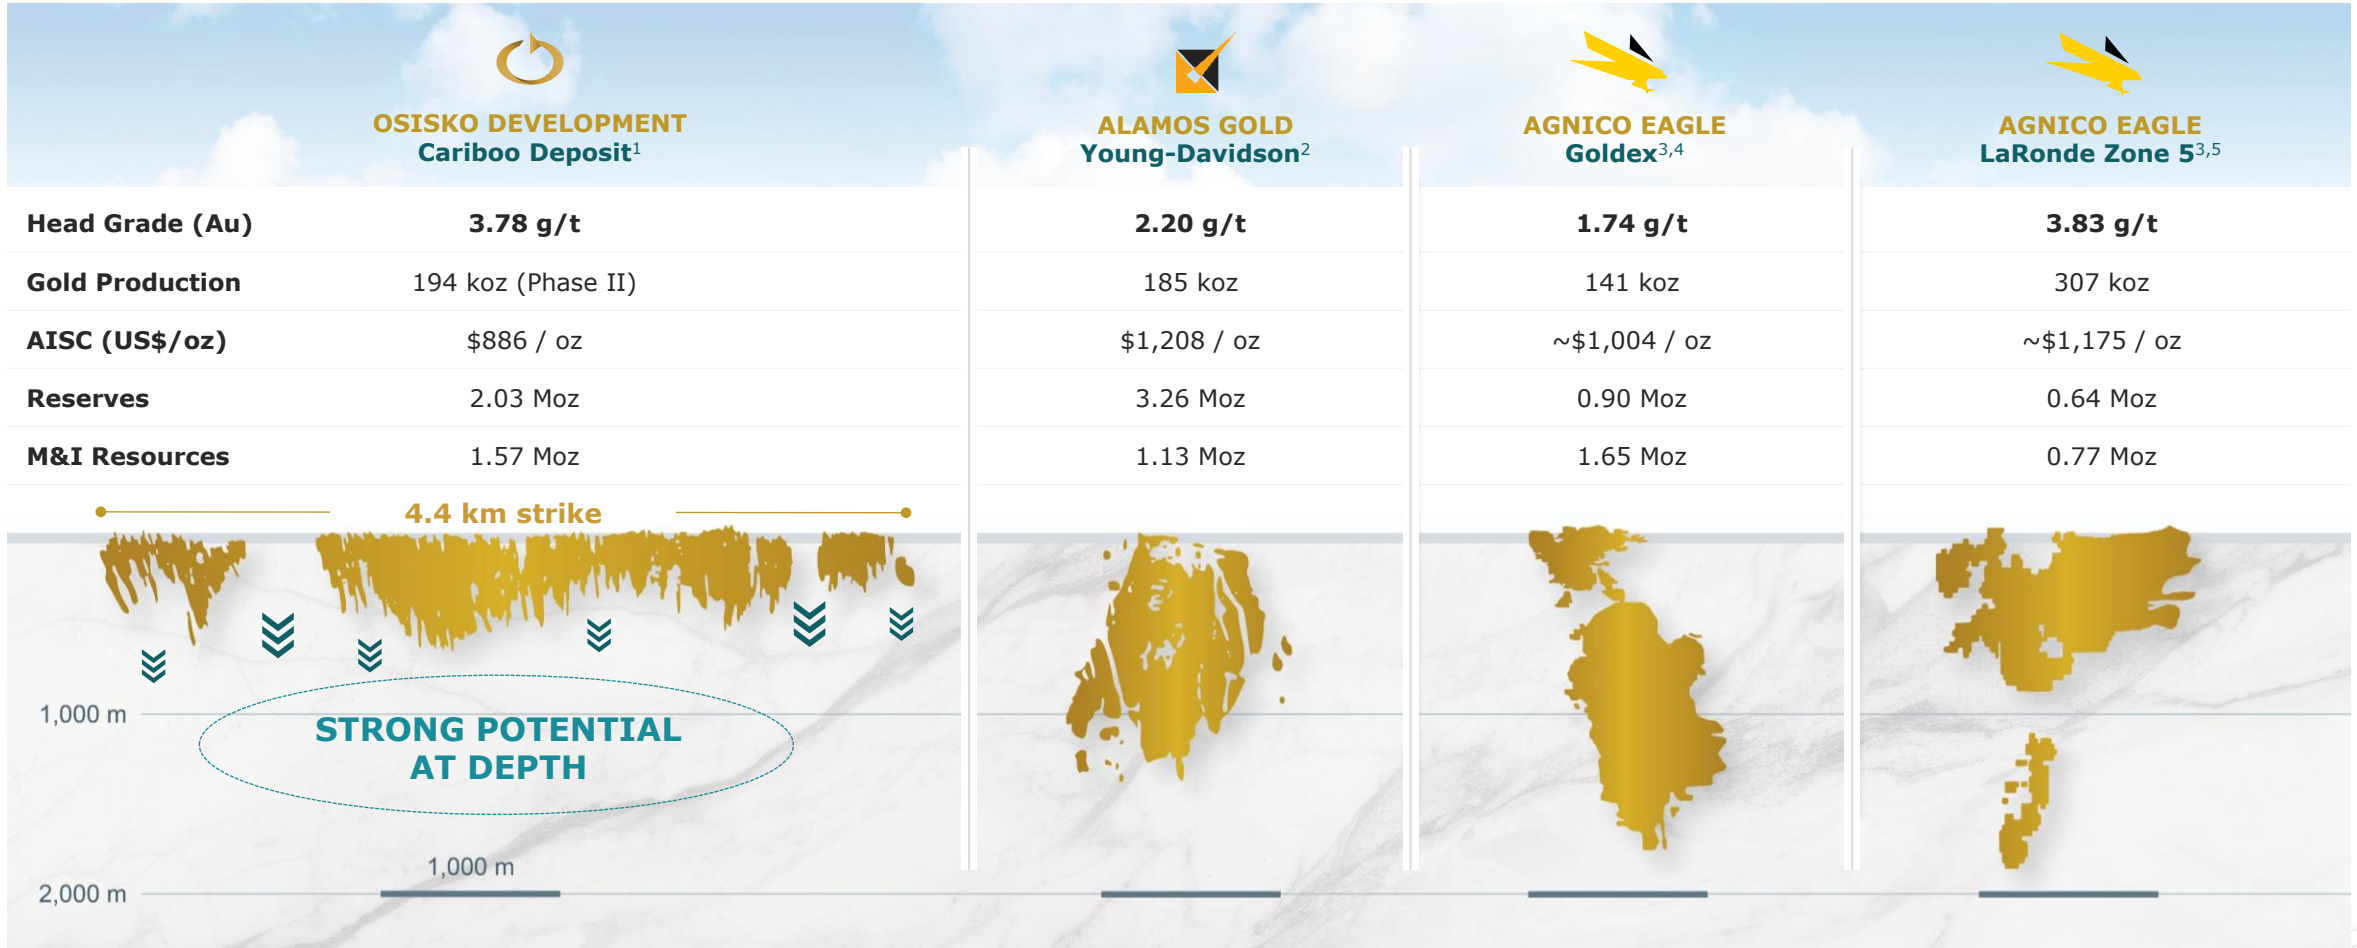 OSISKO DEVELOPMENT
Cariboo Deposit1
ALAMOS GOLD
Young-Davidson2
AGNICO EAGLE
Goldex3,4
AGNICO EAGLE
LaRonde Zone 53,5
Head Grade (Au) 3.78 g/t 2.20 g/t 1.74 g/t 3.83 g/t
Gold Production 194 koz (Phase II) 185 koz 141 koz 307 koz
AISC (US$/oz) $886 / oz $1,208 / oz ~$1,004 / oz ~$1,175 / oz
Reserves 2.03 Moz 3.26 Moz 0.90 Moz 0.64 Moz
M&I Resources 1.57 Moz 1.13 Moz 1.65 Moz 0.77 Moz
4.4 km strike
1,000 m
STRONG POTENTIAL
AT DEPTH
1,000 m
2,000 m